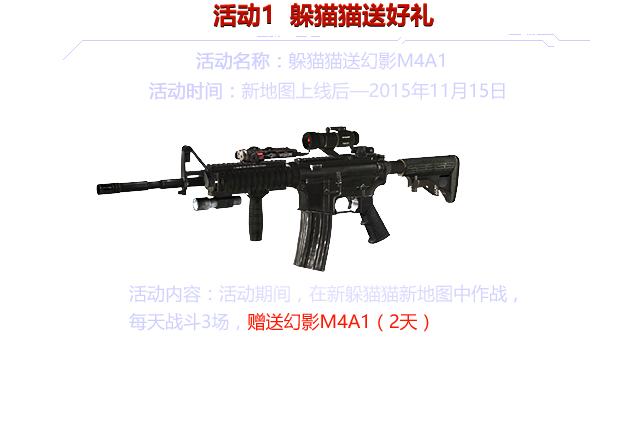 活动1 躲猫猫送好礼
活动名称：躲猫猫送幻影M4A1
活动时间：新地图上线后—2015年11月15日
活动内容：活动期间，在新躲猫猫新地图中作战，
每天战斗3场，赠送幻影M4A1（2天）